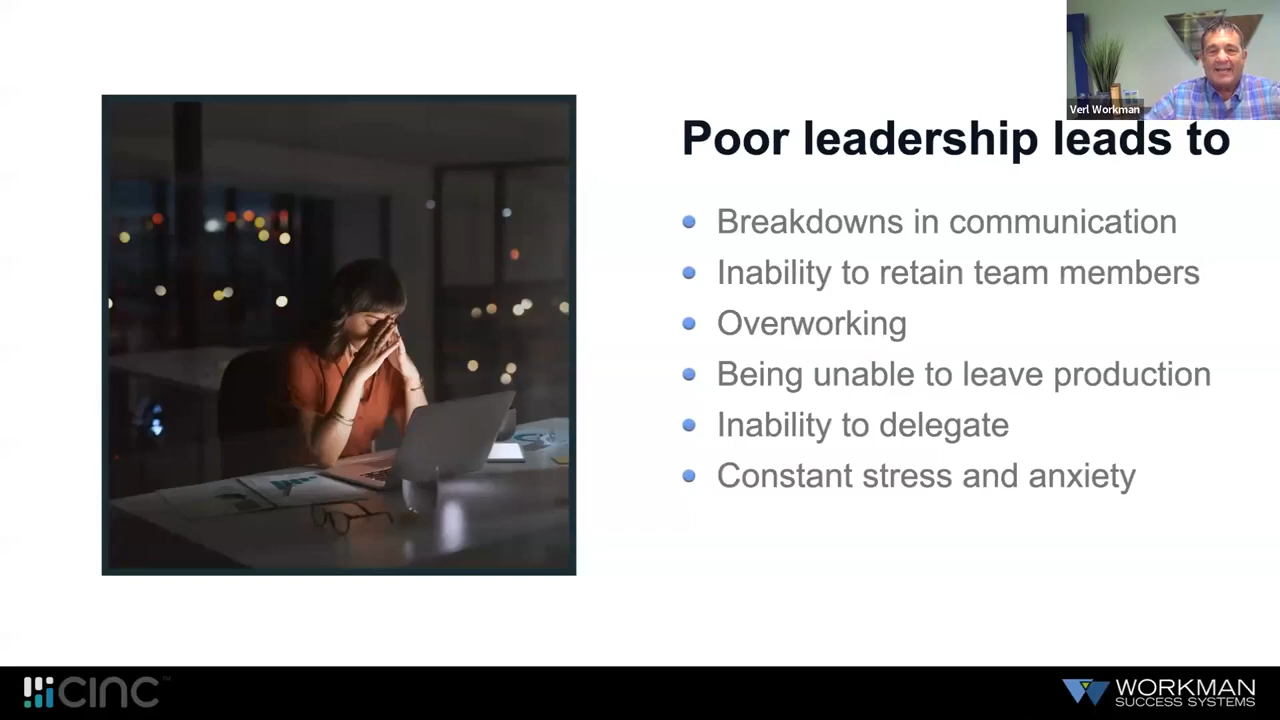 Verl Workman
Poor leadership leads to
Breakdowns in communication
Inability to retain team members
Overworking
Being unable to leave production
Inability to delegate
Constant stress and anxiety
CINC™
WORKMAN
SUCCESS SYSTEMS